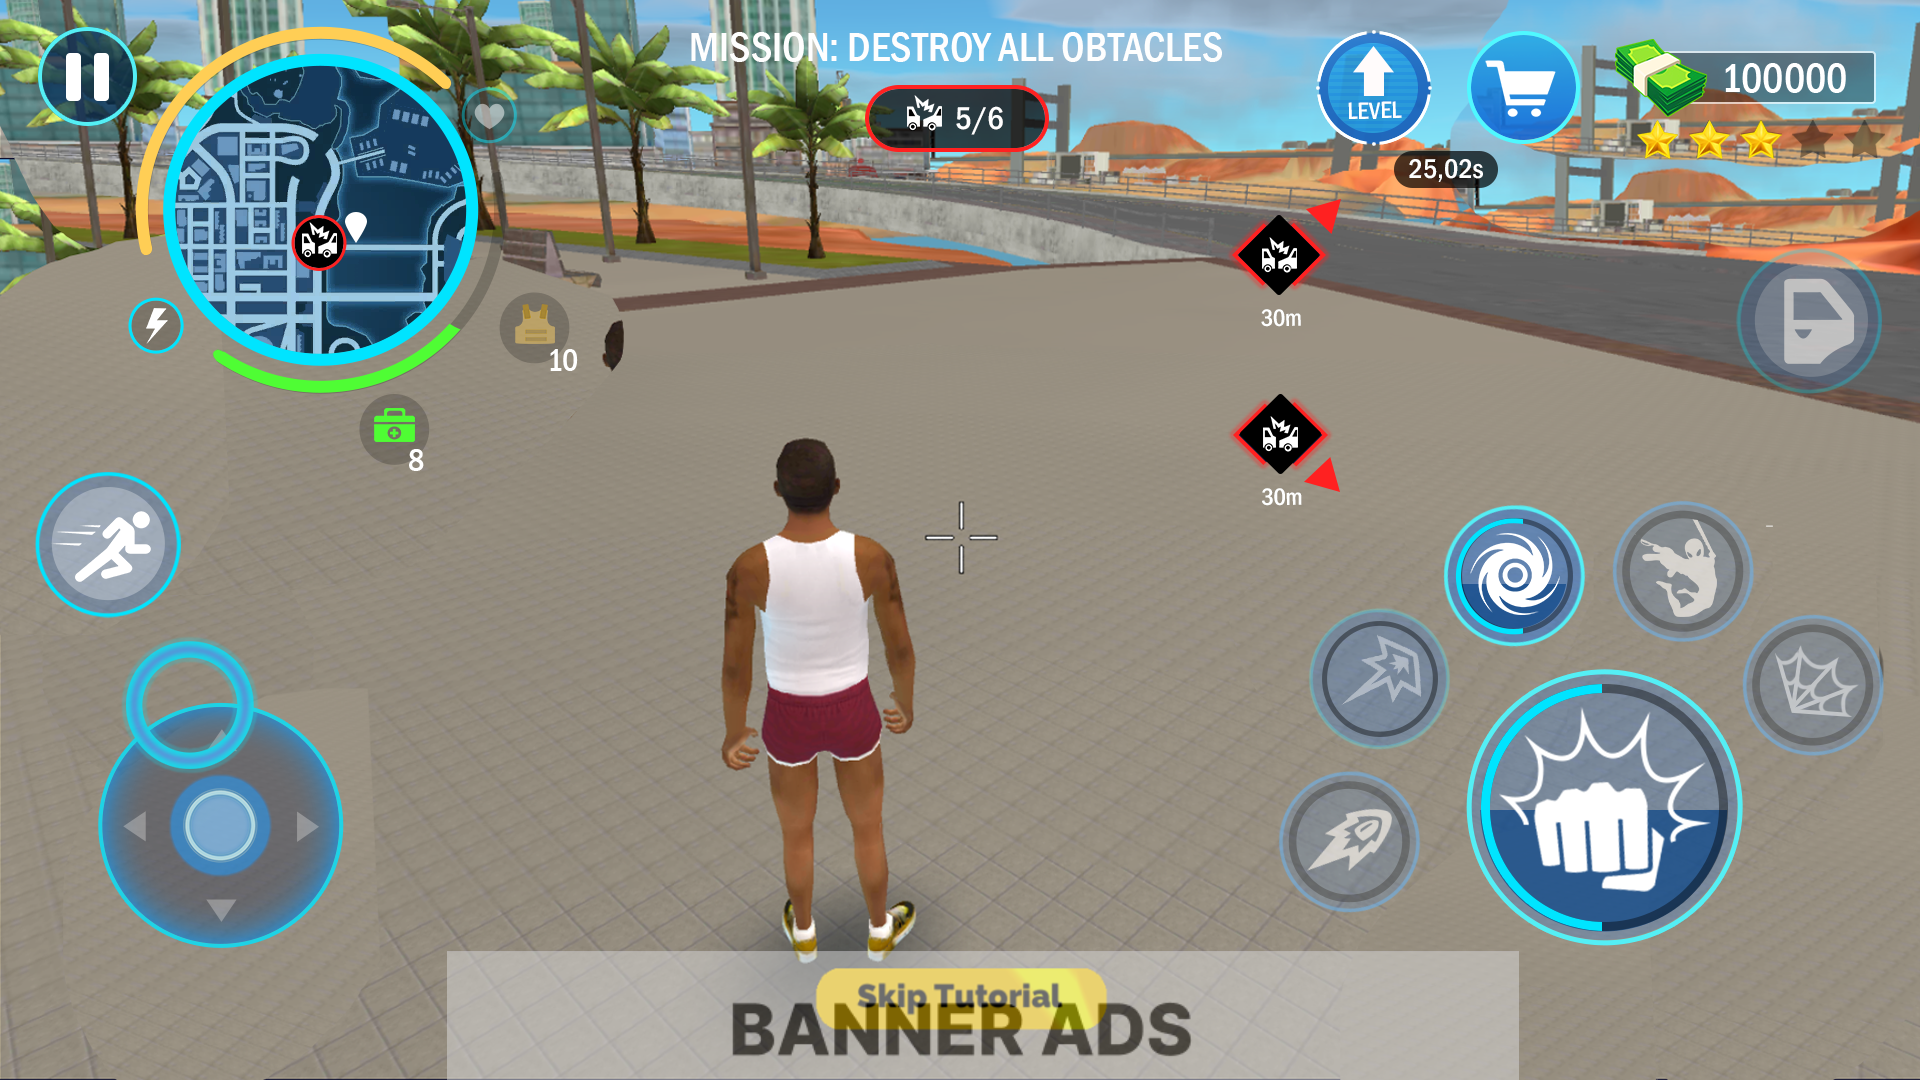 MISSION: DESTROY ALL OBTACLES
5/6
LEVEL
100000
25,02s
30m
10
8
30m
Skip Tutorial
BANNER ADS